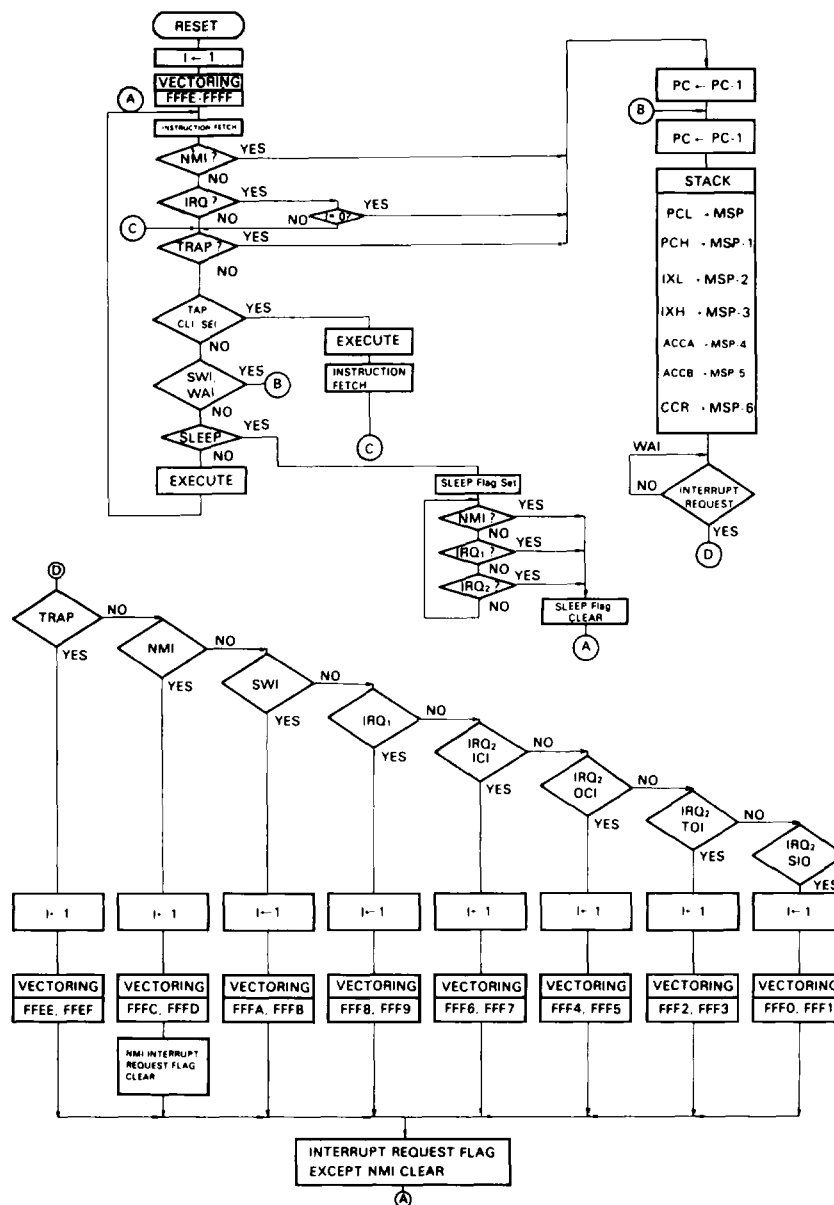 RESET
I ← 1
VECTORING
FFFE-FFFF
A
INSTRUCTION FETCH
NMI ?
YES
NO
IRQ ?
YES
NO
I = 0?
YES
NO
C
TRAP ?
YES
NO
TAP
CLI SEI
YES
NO
EXECUTE
INSTRUCTION
FETCH
C
SWI,
WAI
YES
B
NO
SLEEP
YES
NO
EXECUTE
SLEEP Flag Set
NMI ?
YES
NO
IRQ₁ ?
YES
NO
IRQ₂ ?
YES
NO
SLEEP Flag
CLEAR
A
PC ← PC-1
B
PC ← PC-1
STACK
PCL → MSP
PCH → MSP-1
IXL → MSP-2
IXH → MSP-3
ACCA → MSP-4
ACCB → MSP-5
CCR → MSP-6
WAI
NO
INTERRUPT
REQUEST
YES
D
D
TRAP
NO
YES
NMI
NO
YES
SWI
NO
YES
IRQ₁
NO
YES
IRQ₂
ICI
NO
YES
IRQ₂
OCI
NO
YES
IRQ₂
TOI
NO
YES
IRQ₂
SIO
YES
I← 1
I← 1
I←1
I←1
I← 1
I← 1
I← 1
I←1
VECTORING
FFEE, FFEF
VECTORING
FFFC, FFFD
VECTORING
FFFA, FFFB
VECTORING
FFF8, FFF9
VECTORING
FFF6, FFF7
VECTORING
FFF4, FFF5
VECTORING
FFF2, FFF3
VECTORING
FFF0, FFF1
NMI INTERRUPT
REQUEST FLAG
CLEAR
INTERRUPT REQUEST FLAG
EXCEPT NMI CLEAR
A